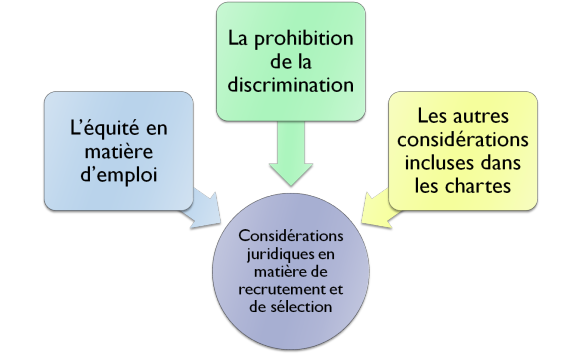 La prohibition
de la
discrimination
L’équité en
matière
d’emploi
Les autres
considérations
incluses dans
les chartes
Considérations
juridiques en
matière de
recrutement et
de sélection